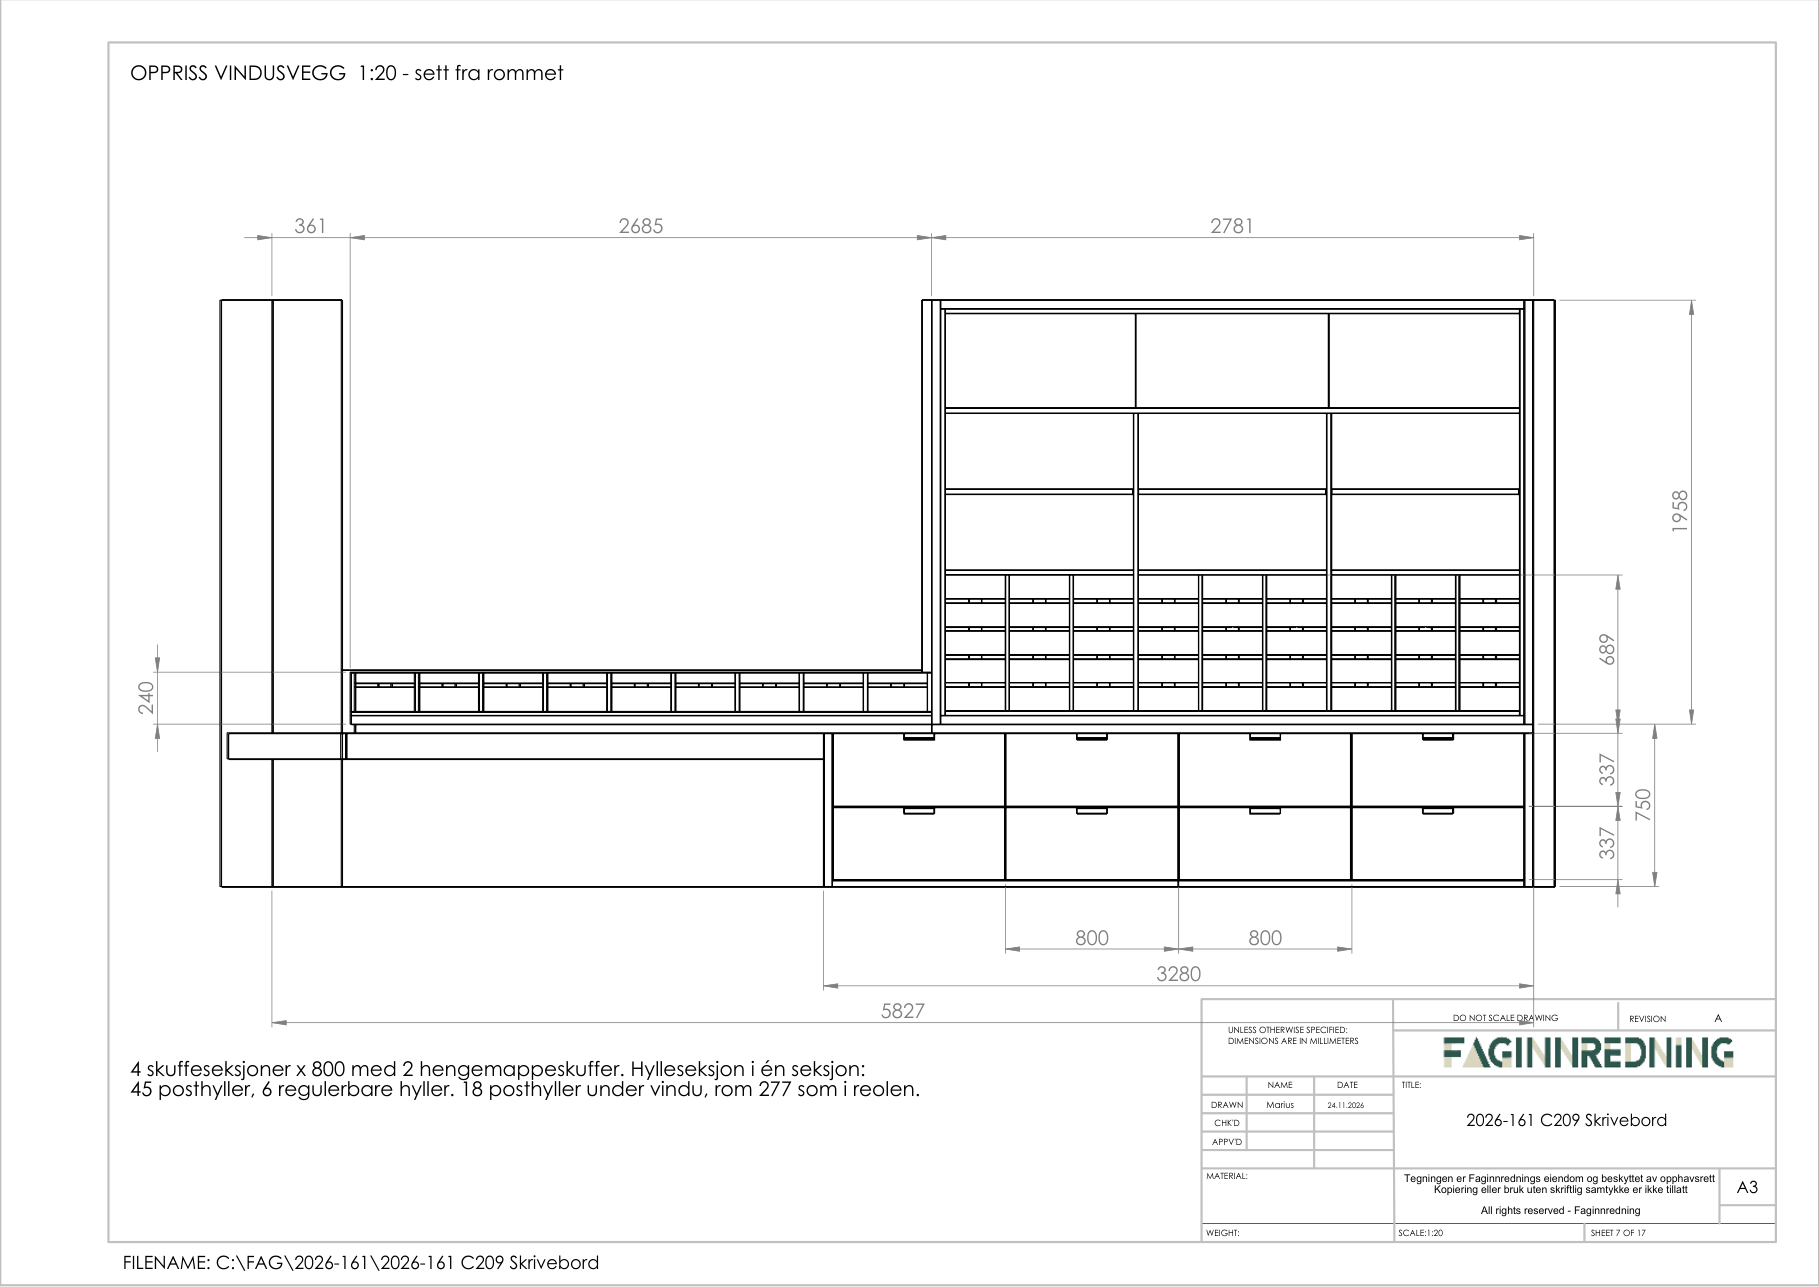 OPPRISS VINDUSVEGG 1:20 - sett fra rommet
361
2685
2781
1958
689
240
337
750
337
800
800
3280
5827
4 skuffeseksjoner x 800 med 2 hengemappeskuffer. Hylleseksjon i én seksjon:
45 posthyller, 6 regulerbare hyller. 18 posthyller under vindu, rom 277 som i reolen.
UNLESS OTHERWISE SPECIFIED:
DIMENSIONS ARE IN MILLIMETERS
DO NOT SCALE DRAWING
REVISION A
FAGINNREDNiNG
NAME DATE
DRAWN Marius 24.11.2026
CHK'D
APPV'D
TITLE:
2026-161 C209 Skrivebord
MATERIAL:
Tegningen er Faginnrednings eiendom og beskyttet av opphavsrett
Kopiering eller bruk uten skriftlig samtykke er ikke tillatt
All rights reserved - Faginnredning
A3
WEIGHT:
SCALE:1:20
SHEET 7 OF 17
FILENAME: C:\FAG\2026-161\2026-161 C209 Skrivebord